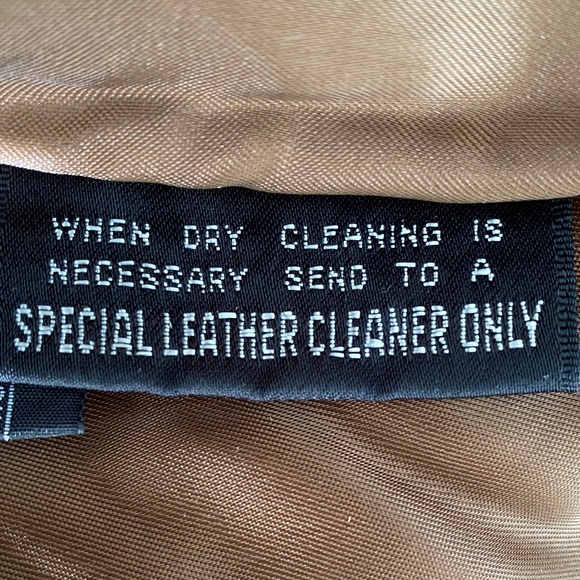 WHEN DRY CLEANING IS
NECESSARY SEND TO A
SPECIAL LEATHER CLEANER ONLY